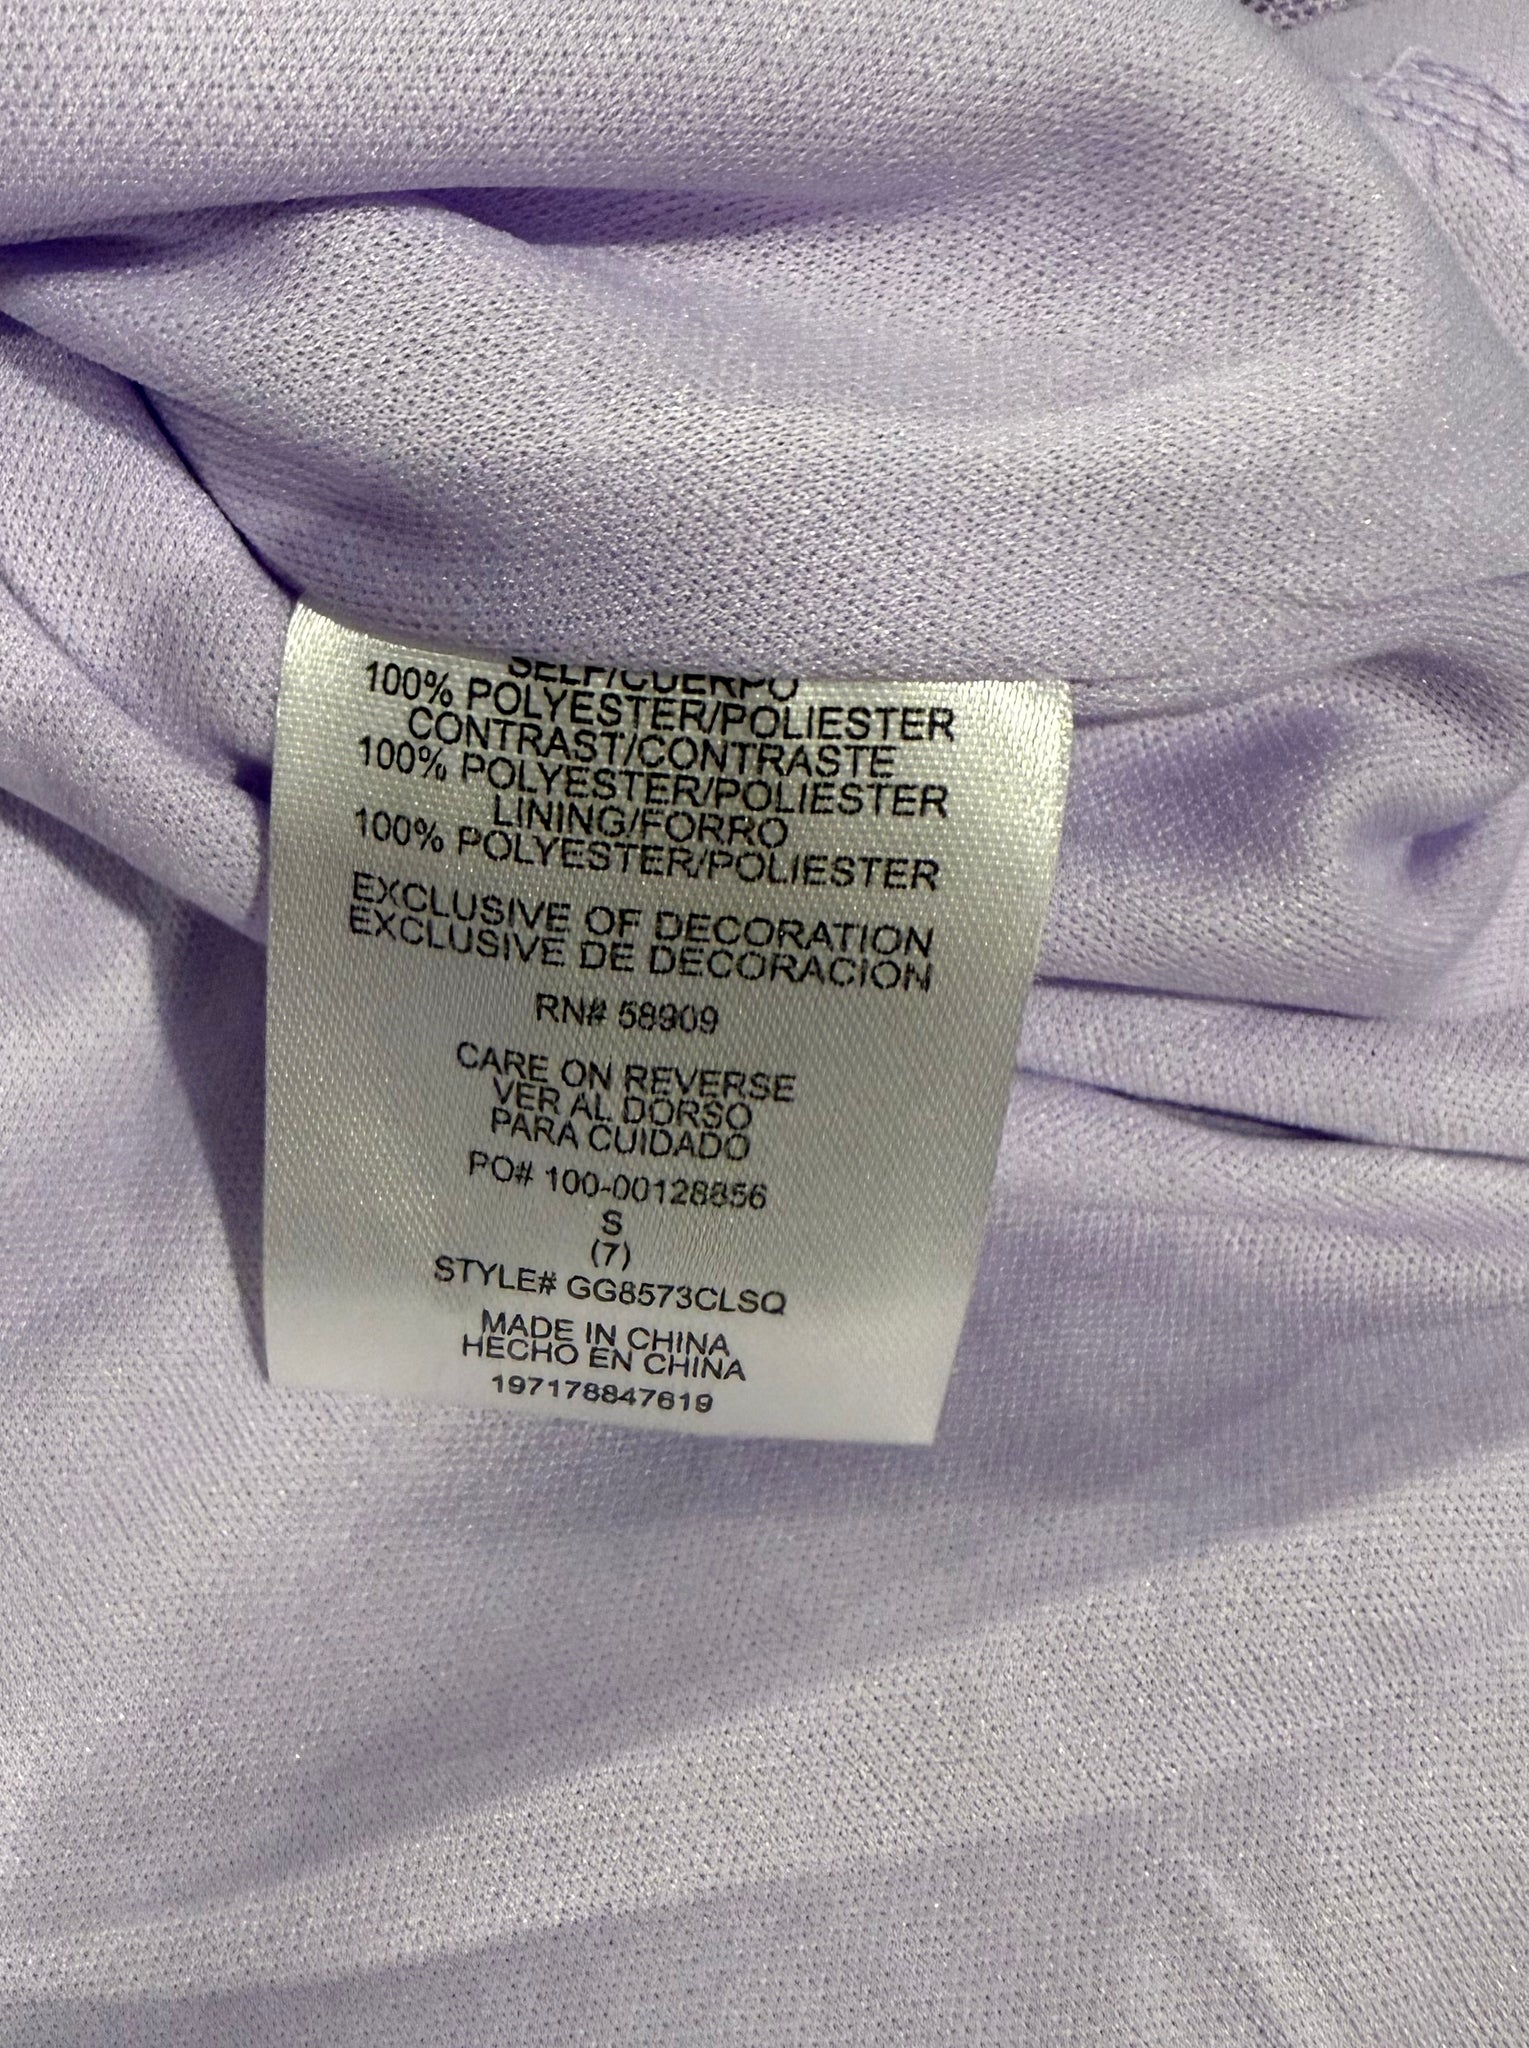 SELF/CUERPO
100% POLYESTER/POLIESTER
CONTRAST/CONTRASTE
100% POLYESTER/POLIESTER
LINING/FORRO
100% POLYESTER/POLIESTER
EXCLUSIVE OF DECORATION
EXCLUSIVE DE DECORACION
RN# 58909
CARE ON REVERSE
VER AL DORSO
PARA CUIDADO
PO# 100-00128856
S
(7)
STYLE# GG8573CLSQ
MADE IN CHINA
HECHO EN CHINA
197178847619